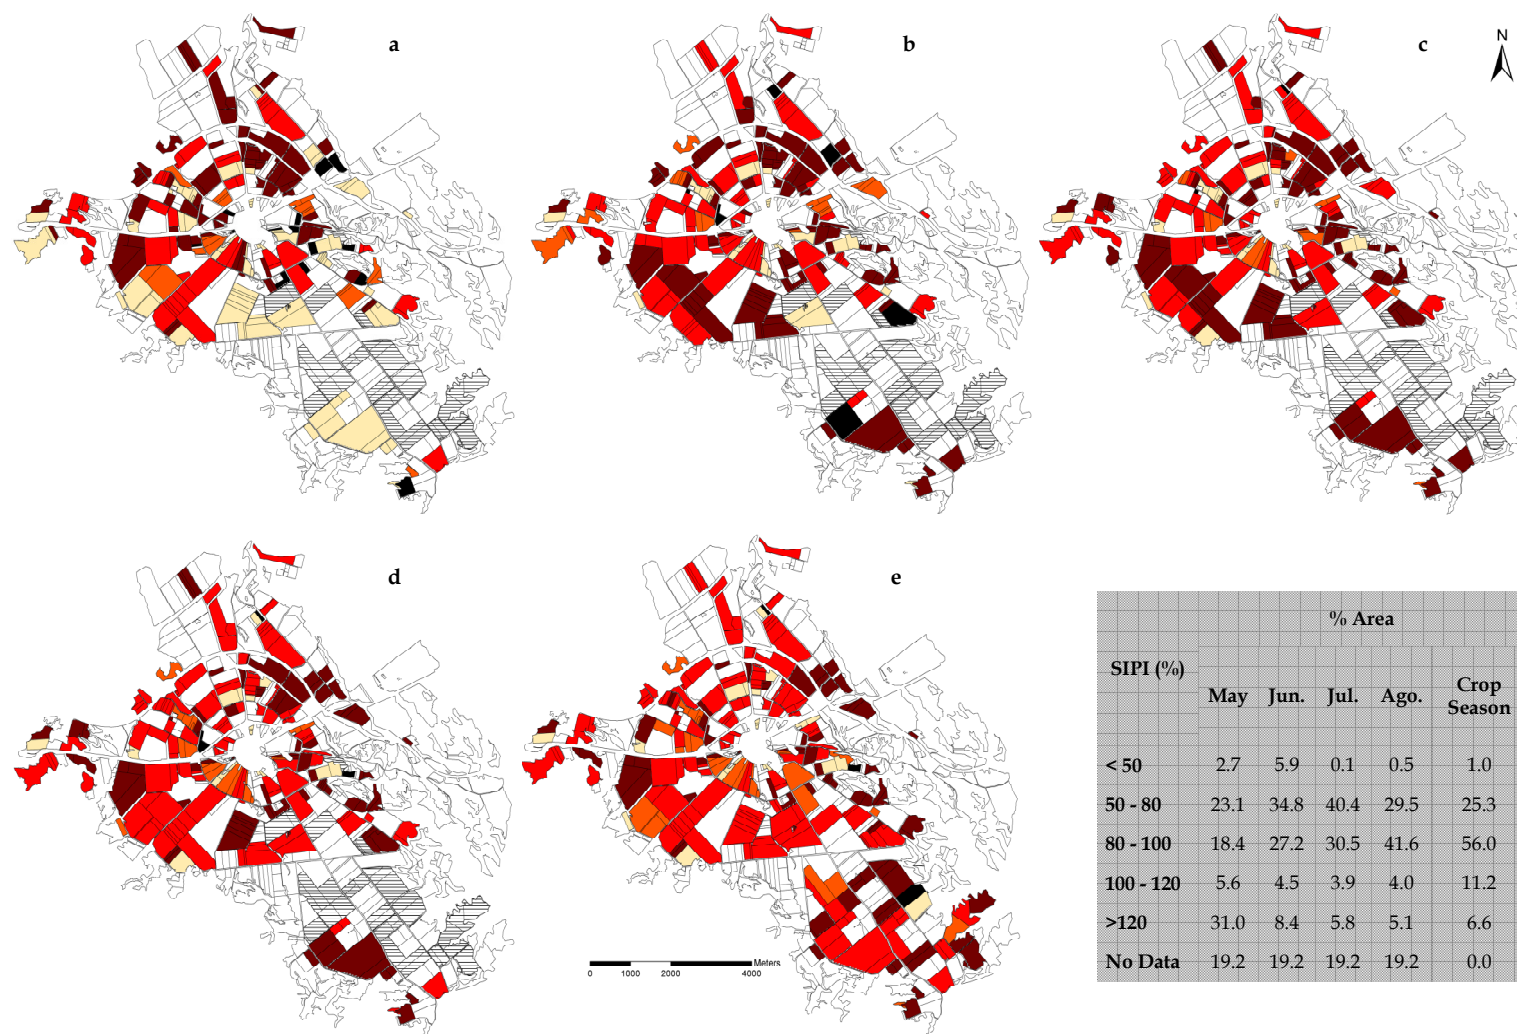 a
b
c
N
d
e
Meters
0 1000 2000 4000
% Area
SIPI (%)
May Jun. Jul. Ago. Crop Season
< 50 2.7 5.9 0.1 0.5 1.0
50 - 80 23.1 34.8 40.4 29.5 25.3
80 - 100 18.4 27.2 30.5 41.6 56.0
100 - 120 5.6 4.5 3.9 4.0 11.2
>120 31.0 8.4 5.8 5.1 6.6
No Data 19.2 19.2 19.2 19.2 0.0